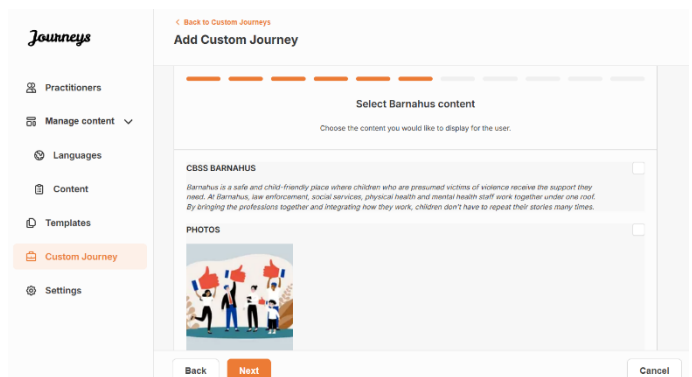 Journeys
Back to Custom Journeys
Add Custom Journey
Practitioners
Manage content
Languages
Content
Templates
Custom Journey
Settings
Select Barnahus content
Choose the content you would like to display for the user.
CBSS BARNAHUS
Barnahus is a safe and child-friendly place where children who are presumed victims of violence receive the support they
need. At Barnahus, law enforcement, social services, physical health and mental health staff work together under one roof.
By bringing the professions together and integrating how they work, children don't have to repeat their stories many times.
PHOTOS
Back
Next
Cancel